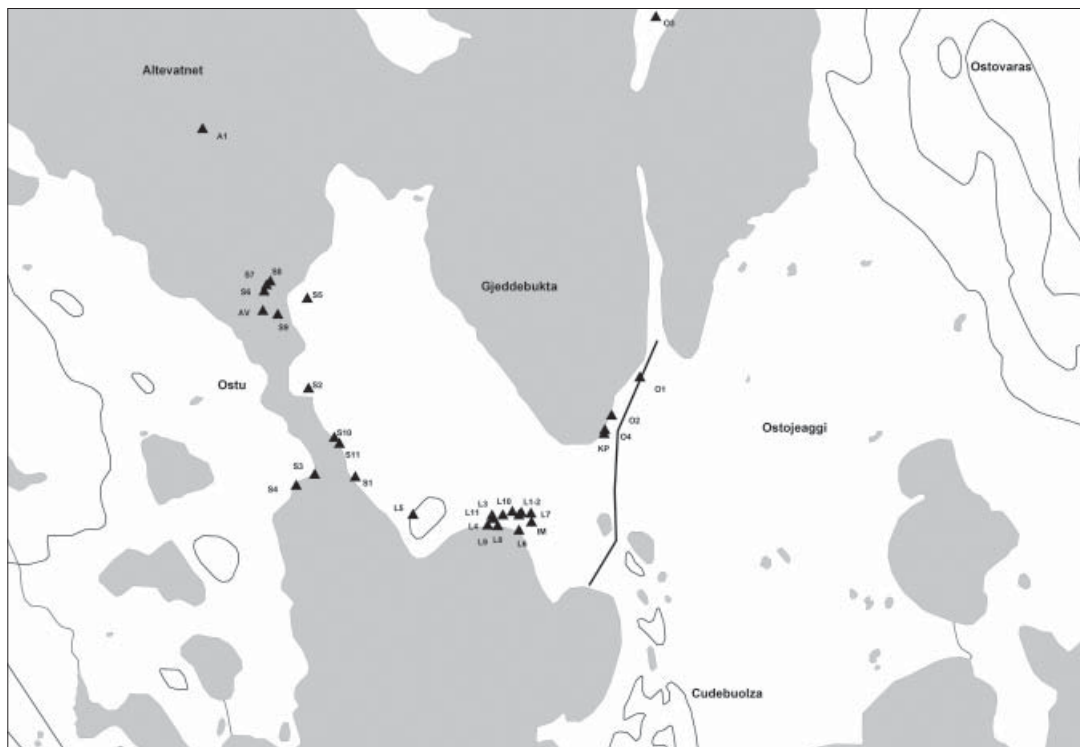 O3
Ostovaras
Altevatnet
A1
S7
S8
S6
S5
Gjeddebukta
AV
S9
Ostu
S2
O1
O2
Ostojeaggi
O4
S10
KP
S11
S3
S1
S4
L5
L3
L10
L1-2
L11
L7
L4
IM
L9
L8
L6
Cudebuolza